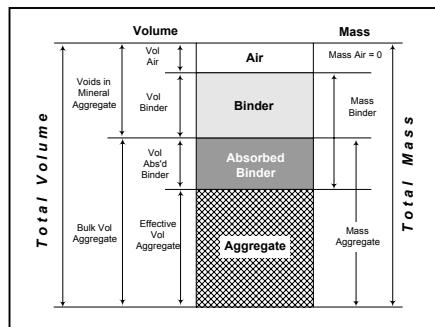 Volume
Mass
Vol
Air
Air
Mass Air = 0
Voids in
Mineral
Aggregate
Vol
Binder
Binder
Mass
Binder
Vol
Abs'd
Binder
Absorbed
Binder
Bulk Vol
Aggregate
Effective
Vol
Aggregate
Aggregate
Mass
Aggregate
Total Volume
Total Mass